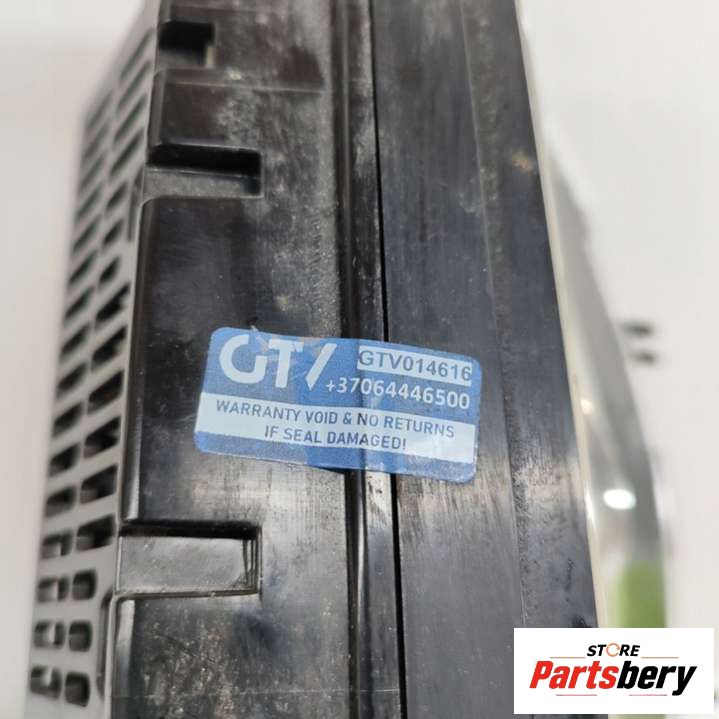 GTV GTV014616
+37064446500
WARRANTY VOID & NO RETURNS
IF SEAL DAMAGED!
STORE
Partsbery